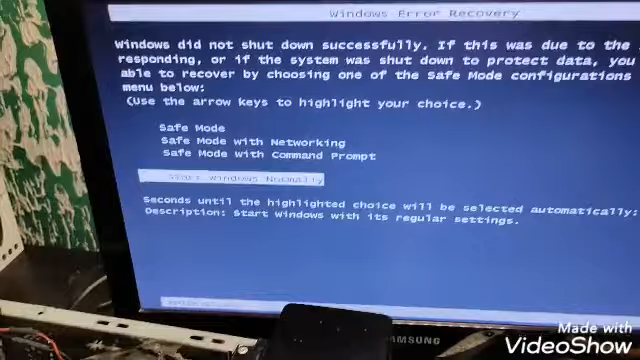 Windows Error Recovery
Windows did not shut down successfully. If this was due to the
responding, or if the system was shut down to protect data, you
able to recover by choosing one of the Safe Mode configurations
menu below:
(Use the arrow keys to highlight your choice.)
Safe Mode
Safe Mode with Networking
Safe Mode with Command Prompt
Start Windows Normally
Seconds until the highlighted choice will be selected automatically:
Description: Start Windows with its regular settings.
SAMSUNG
Made with
VideoShow